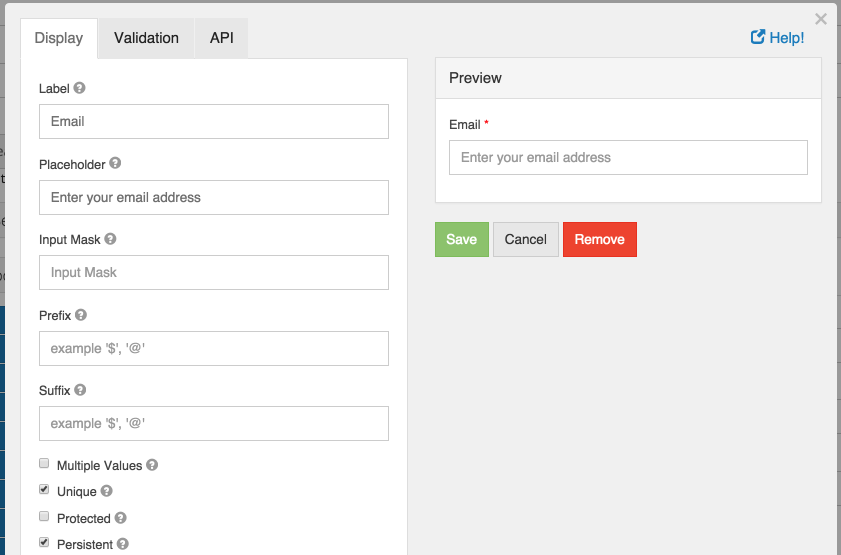 Display
Validation
API
Help!
Label
Email
Placeholder
Enter your email address
Input Mask
Input Mask
Prefix
example '$', '@'
Suffix
example '$', '@'
Multiple Values
Unique
Protected
Persistent
Preview
Email *
Enter your email address
Save
Cancel
Remove